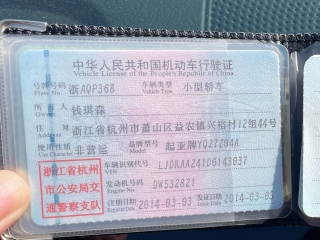 中华人民共和国机动车行驶证
Vehicle License of the People's Republic of China
号牌号码 浙AQP368 车辆类型 小型轿车
Plate No. Vehicle Type
所有人 钱琪森
Owner
住址 浙江省杭州市萧山区益农镇兴裕村12组44号
Address
使用性质 非营运 品牌型号 起亚牌YQZ7204A
Use Character Model
浙江省杭州市公安局交通警察支队
车辆识别代号 LJDKAA241D0143037
VIN
发动机号码 DW532821
Engine No.
注册日期 2014-03-03 发证日期 2014-03-03
Register Date Issue Date